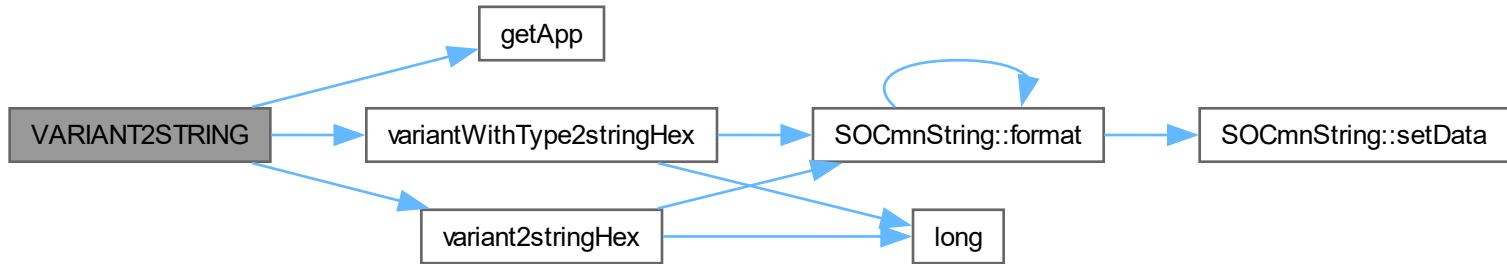 getApp
VARIANT2STRING
variantWithType2stringHex
SOCmnString::format
SOCmnString::setData
variant2stringHex
long